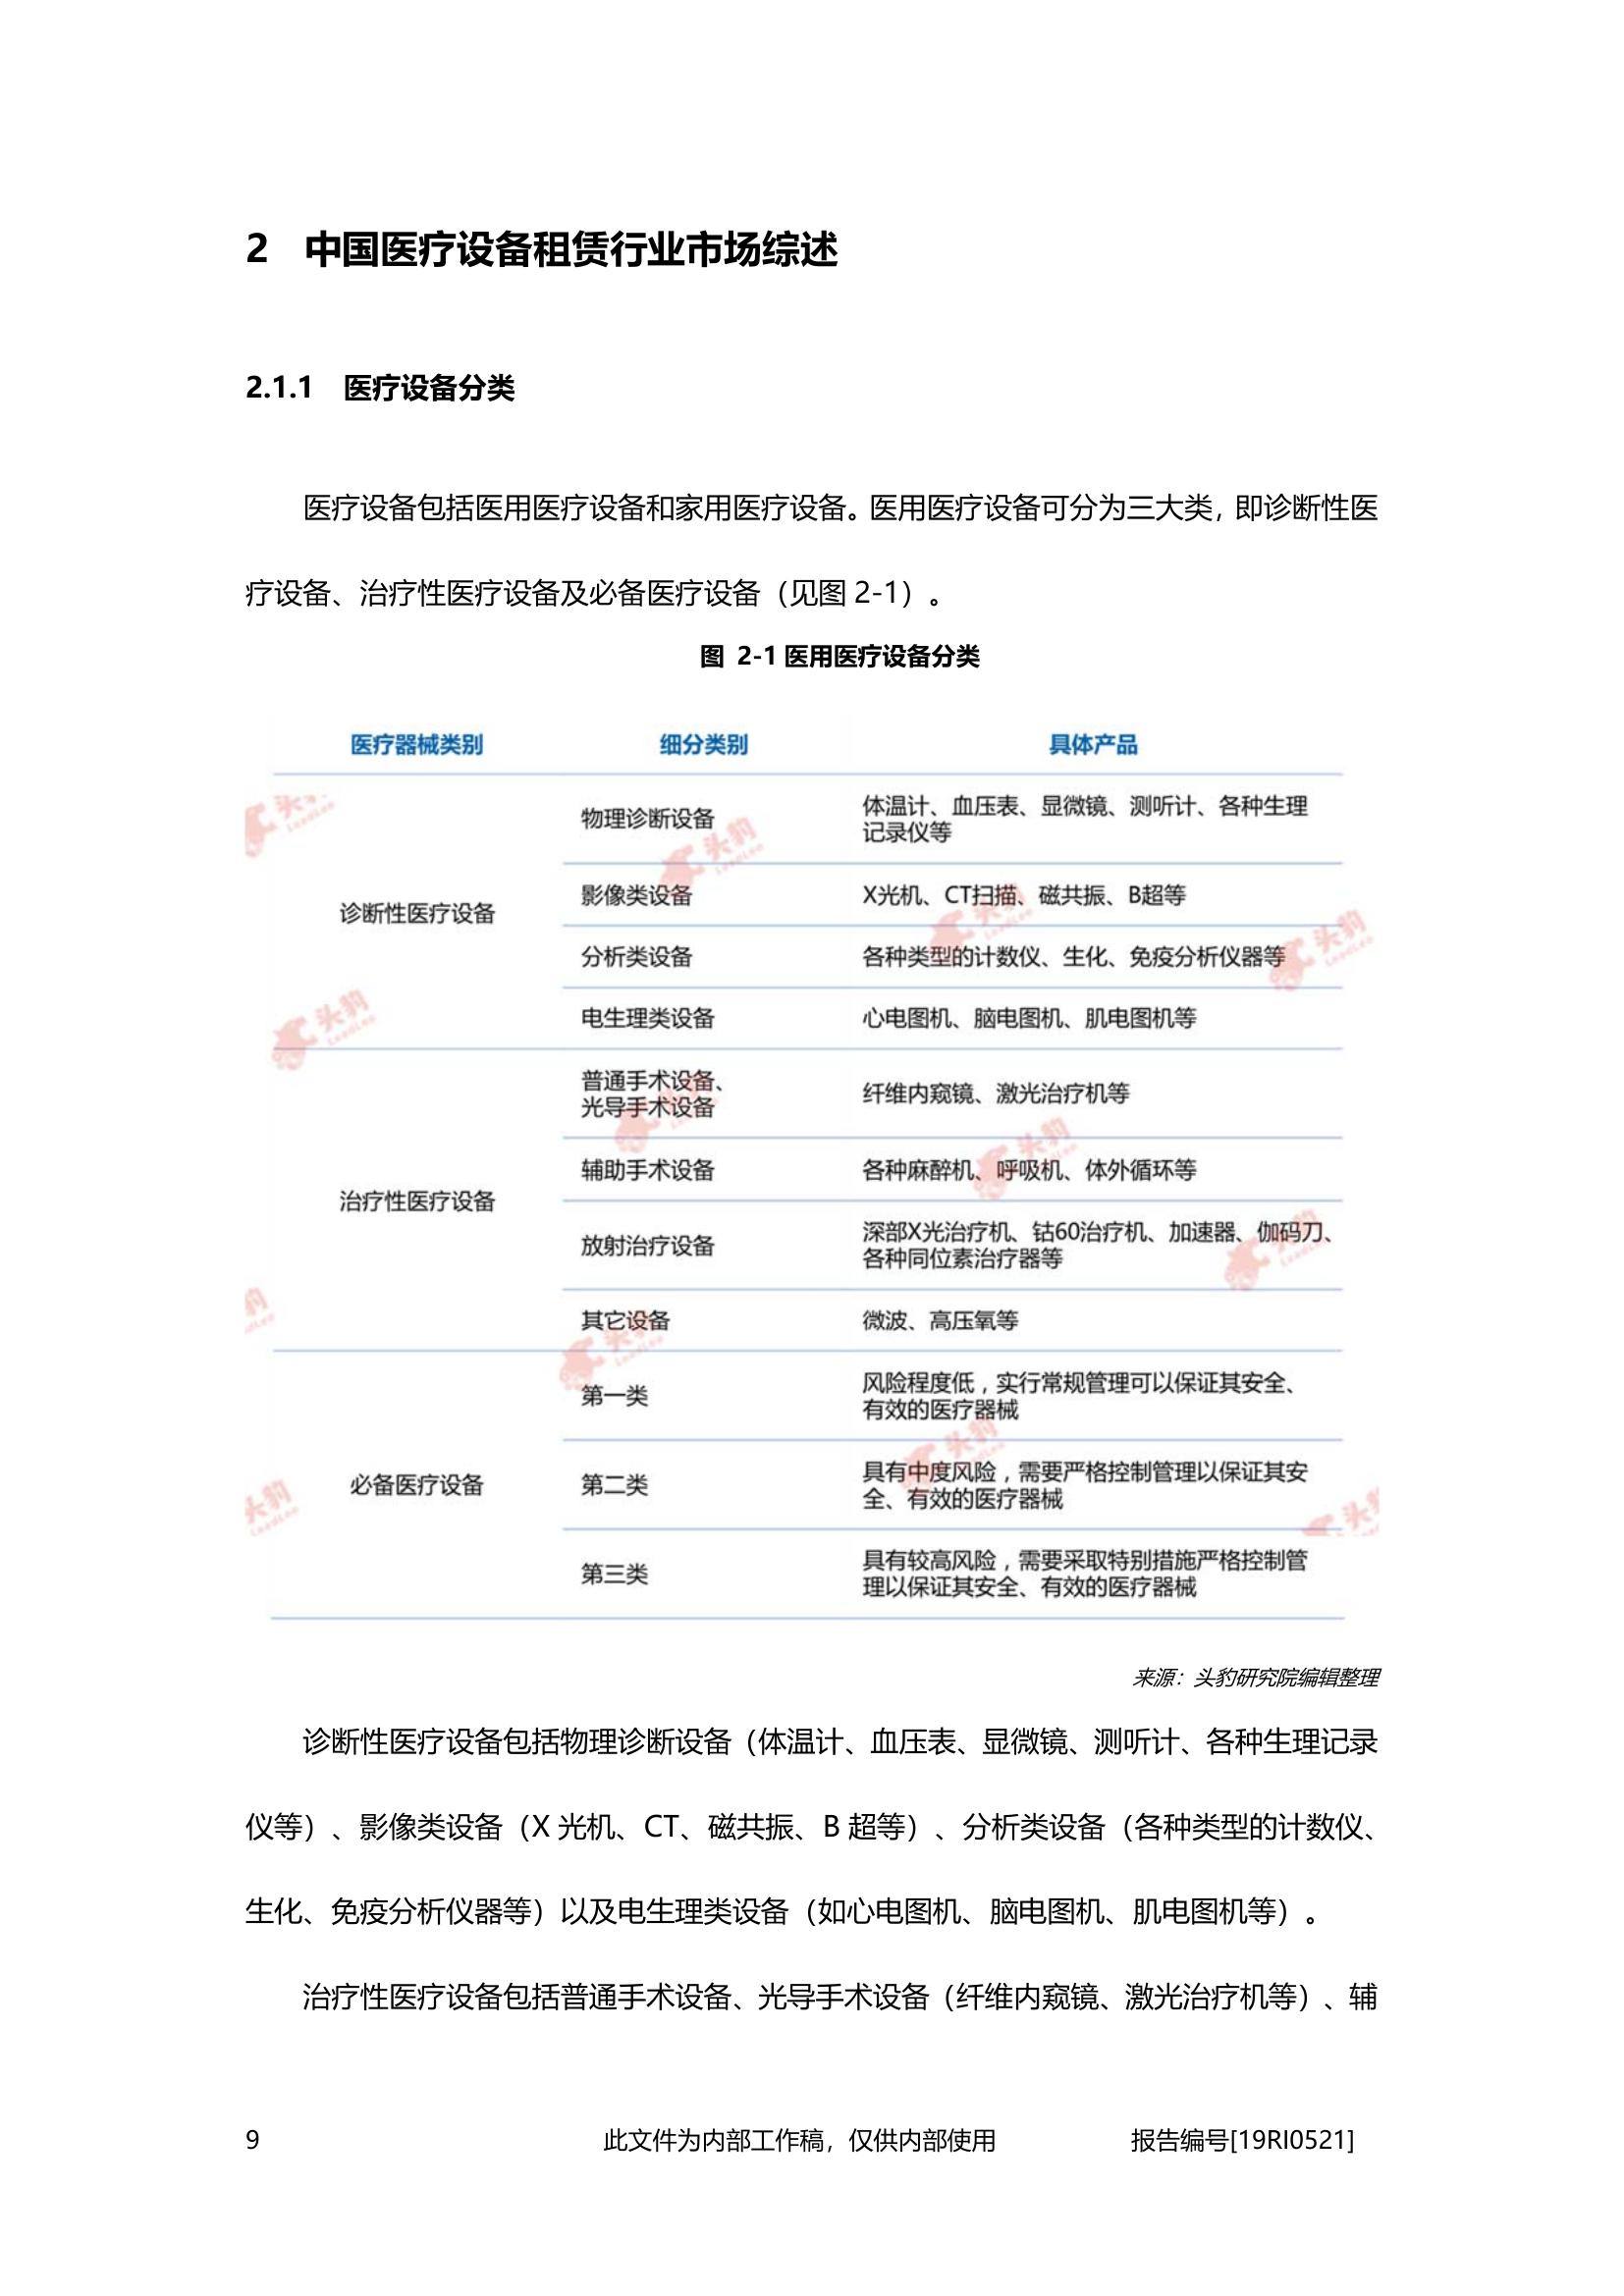 2 中国医疗设备租赁行业市场综述
2.1.1 医疗设备分类
医疗设备包括医用医疗设备和家用医疗设备。医用医疗设备可分为三大类，即诊断性医
疗设备、治疗性医疗设备及必备医疗设备（见图 2-1）。
图 2-1 医用医疗设备分类
医疗器械类别 细分类别 具体产品
诊断性医疗设备
物理诊断设备
体温计、血压表、显微镜、测听计、各种生理
记录仪等
影像类设备 X光机、CT扫描、磁共振、B超等
分析类设备 各种类型的计数仪、生化、免疫分析仪器等
电生理类设备 心电图机、脑电图机、肌电图机等
治疗性医疗设备
普通手术设备、
光导手术设备
纤维内窥镜、激光治疗机等
辅助手术设备 各种麻醉机、呼吸机、体外循环等
放射治疗设备
深部X光治疗机、钴60治疗机、加速器、伽码刀、
各种同位素治疗器等
其它设备 微波、高压氧等
必备医疗设备
第一类
风险程度低，实行常规管理可以保证其安全、
有效的医疗器械
第二类
具有中度风险，需要严格控制管理以保证其安
全、有效的医疗器械
第三类
具有较高风险，需要采取特别措施严格控制管
理以保证其安全、有效的医疗器械
头豹
LeadLeo
来源：头豹研究院编辑整理
诊断性医疗设备包括物理诊断设备（体温计、血压表、显微镜、测听计、各种生理记录
仪等）、影像类设备（X 光机、CT、磁共振、B 超等）、分析类设备（各种类型的计数仪、
生化、免疫分析仪器等）以及电生理类设备（如心电图机、脑电图机、肌电图机等）。
治疗性医疗设备包括普通手术设备、光导手术设备（纤维内窥镜、激光治疗机等）、辅
9 此文件为内部工作稿，仅供内部使用 报告编号[19RI0521]